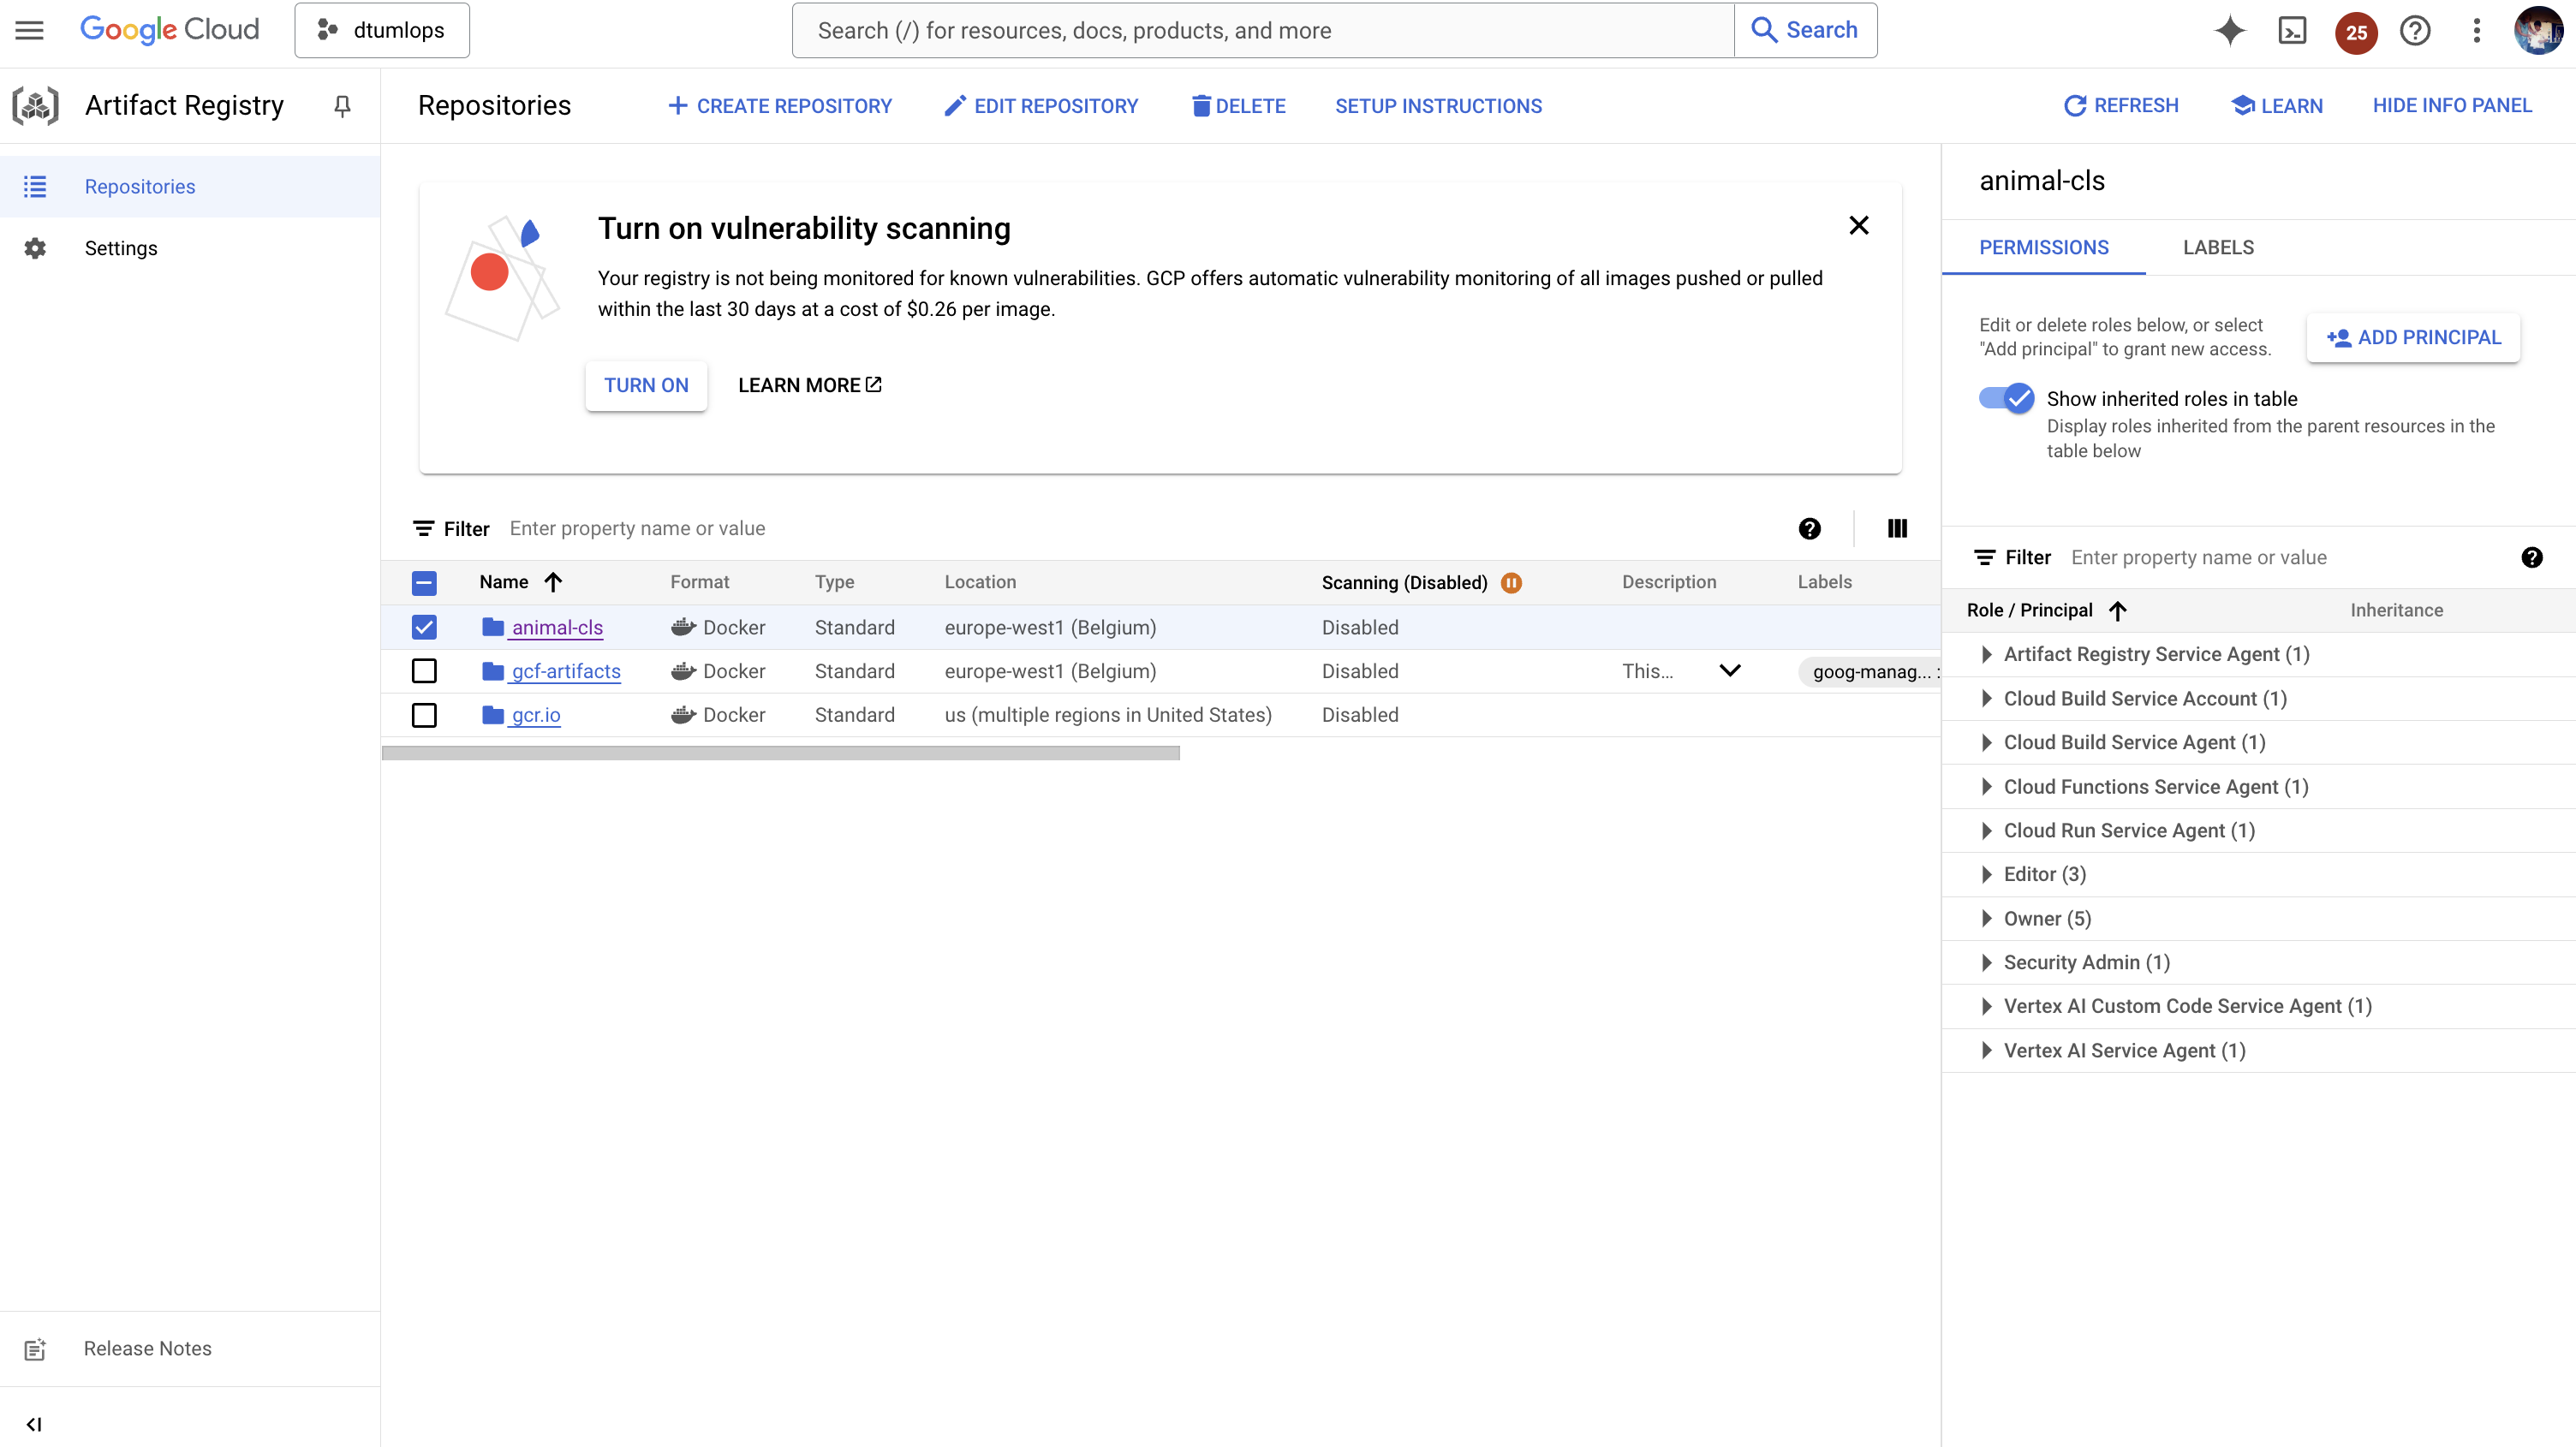 Google Cloud
dtumlops
Search (/) for resources, docs, products, and more
Search
25
Artifact Registry
Repositories
CREATE REPOSITORY
EDIT REPOSITORY
DELETE
SETUP INSTRUCTIONS
REFRESH
LEARN
HIDE INFO PANEL
Repositories
Settings
Turn on vulnerability scanning
Your registry is not being monitored for known vulnerabilities. GCP offers automatic vulnerability monitoring of all images pushed or pulled
within the last 30 days at a cost of $0.26 per image.
TURN ON
LEARN MORE
Filter Enter property name or value
Name Format Type Location Scanning (Disabled) Description Labels
animal-cls Docker Standard europe-west1 (Belgium) Disabled
gcf-artifacts Docker Standard europe-west1 (Belgium) Disabled This... goog-manag... :
gcr.io Docker Standard us (multiple regions in United States) Disabled
animal-cls
PERMISSIONS LABELS
Edit or delete roles below, or select
"Add principal" to grant new access.
ADD PRINCIPAL
Show inherited roles in table
Display roles inherited from the parent resources in the
table below
Filter Enter property name or value
Role / Principal Inheritance
Artifact Registry Service Agent (1)
Cloud Build Service Account (1)
Cloud Build Service Agent (1)
Cloud Functions Service Agent (1)
Cloud Run Service Agent (1)
Editor (3)
Owner (5)
Security Admin (1)
Vertex AI Custom Code Service Agent (1)
Vertex AI Service Agent (1)
Release Notes